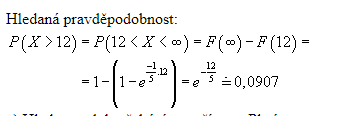 Hledaná pravděpodobnost:
P(X > 12) = P(12 < X < ∞) = F(∞) − F(12) =
= 1 − (1 − e^(−1/5 · 12)) = e^(−12/5) ≐ 0,0907